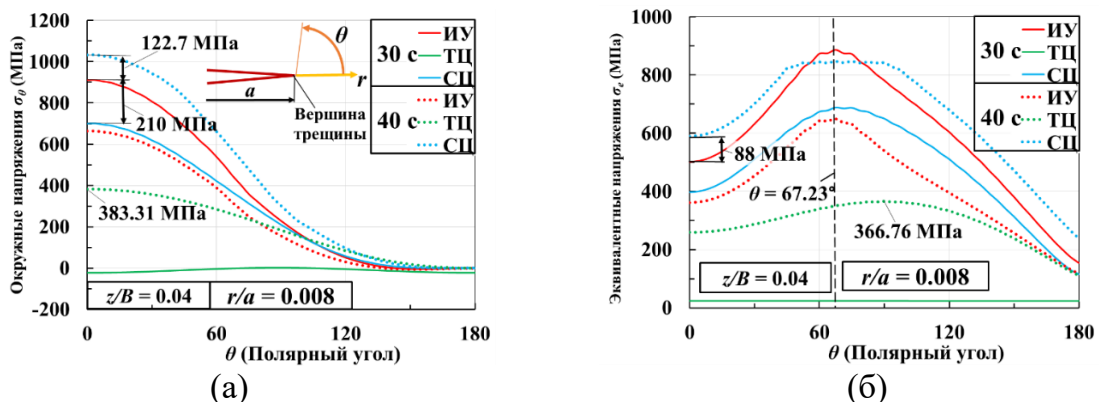 Окружные напряжения σθ (МПа)
1200
1000
800
600
400
200
0
-200
122.7 МПа
210 МПа
383.31 МПа
θ
r
a
Вершина
трещины
30 с
ИУ
ТЦ
СЦ
40 с
ИУ
ТЦ
СЦ
z/B = 0.04
r/a = 0.008
0
60
120
180
θ (Полярный угол)
(а)
Эквивалентные напряжения σe (МПа)
1000
800
600
400
200
0
88 МПа
θ = 67.23°
366.76 МПа
30 с
ИУ
ТЦ
СЦ
40 с
ИУ
ТЦ
СЦ
z/B = 0.04
r/a = 0.008
0
60
120
180
θ (Полярный угол)
(б)